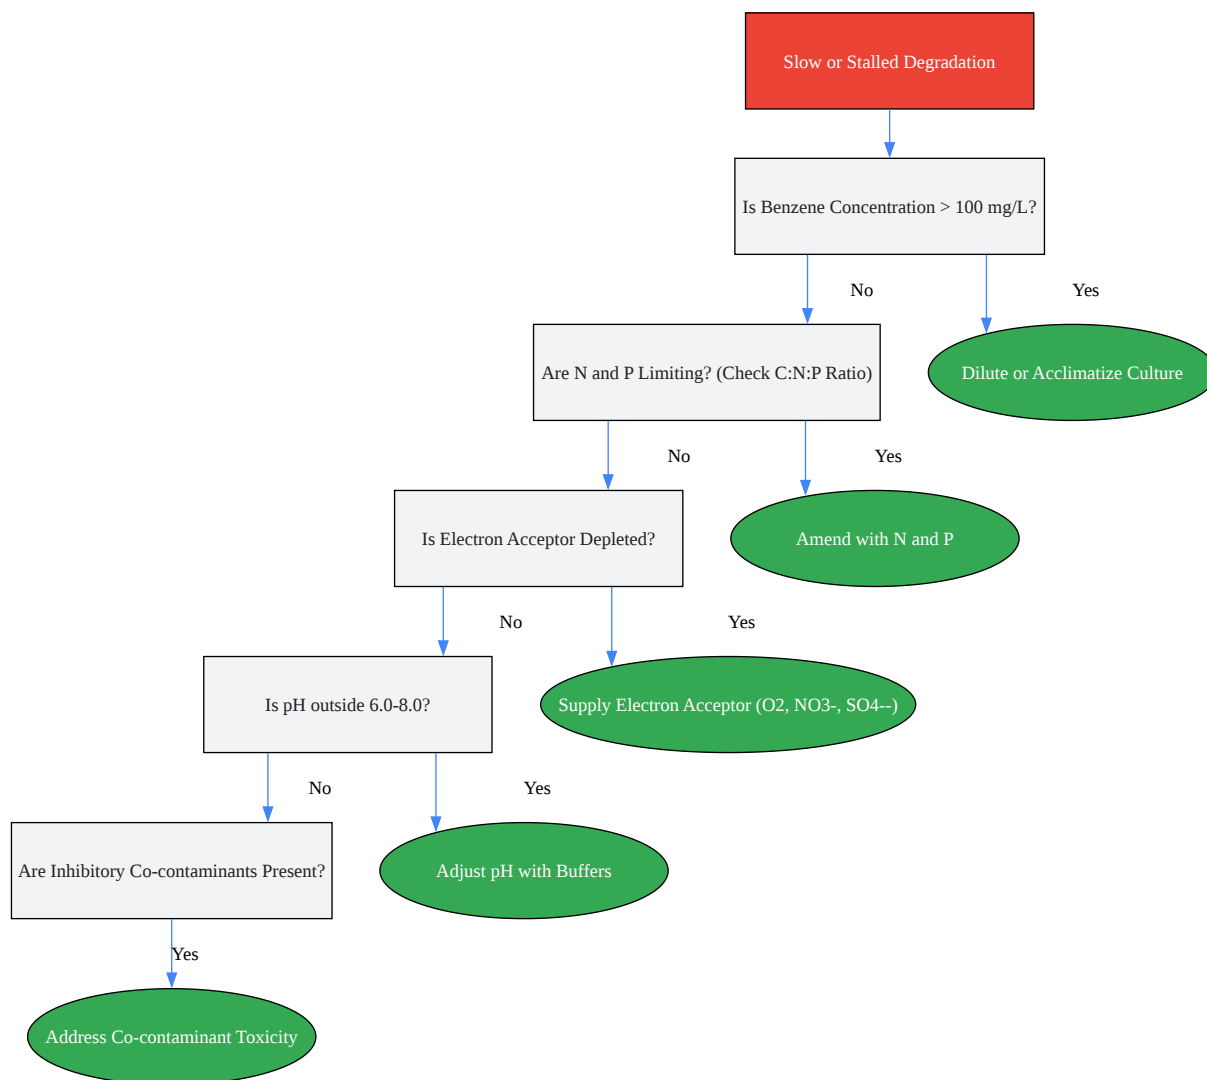 Slow or Stalled Degradation
Is Benzene Concentration > 100 mg/L?
No
Yes
Are N and P Limiting? (Check C:N:P Ratio)
Dilute or Acclimatize Culture
No
Yes
Is Electron Acceptor Depleted?
Amend with N and P
No
Yes
Is pH outside 6.0-8.0?
Supply Electron Acceptor (O2, NO3-, SO4--)
No
Yes
Are Inhibitory Co-contaminants Present?
Adjust pH with Buffers
Yes
Address Co-contaminant Toxicity